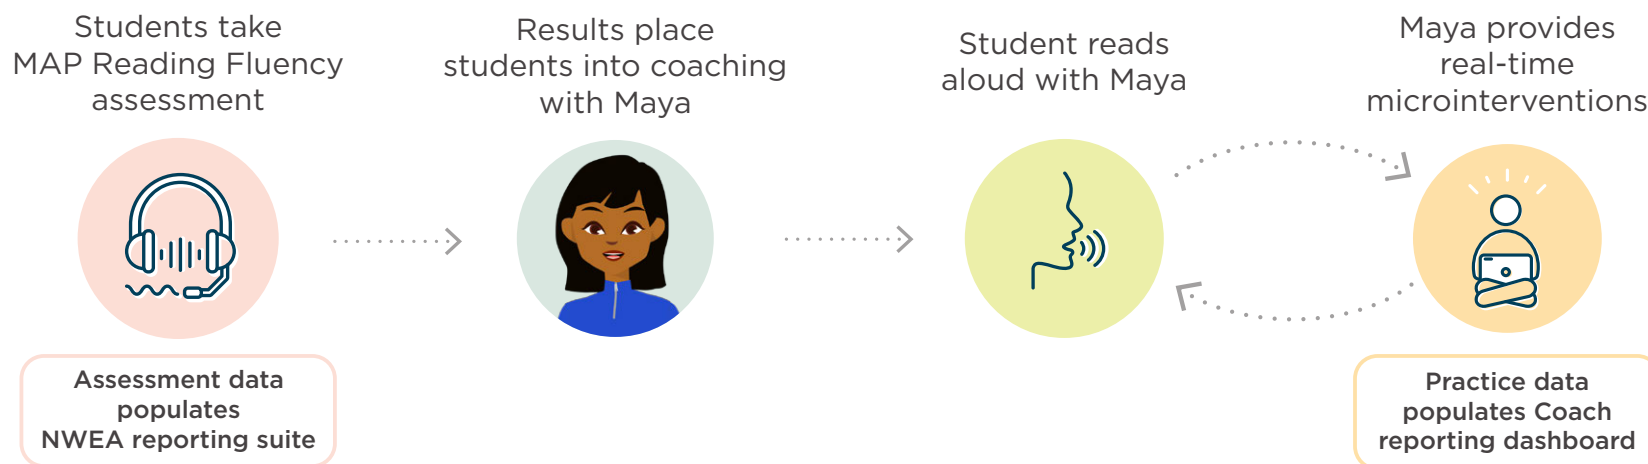 Students take
MAP Reading Fluency
assessment
Results place
students into coaching
with Maya
Student reads
aloud with Maya
Maya provides
real-time
microinterventions
Assessment data
populates
NWEA reporting suite
Practice data
populates Coach
reporting dashboard